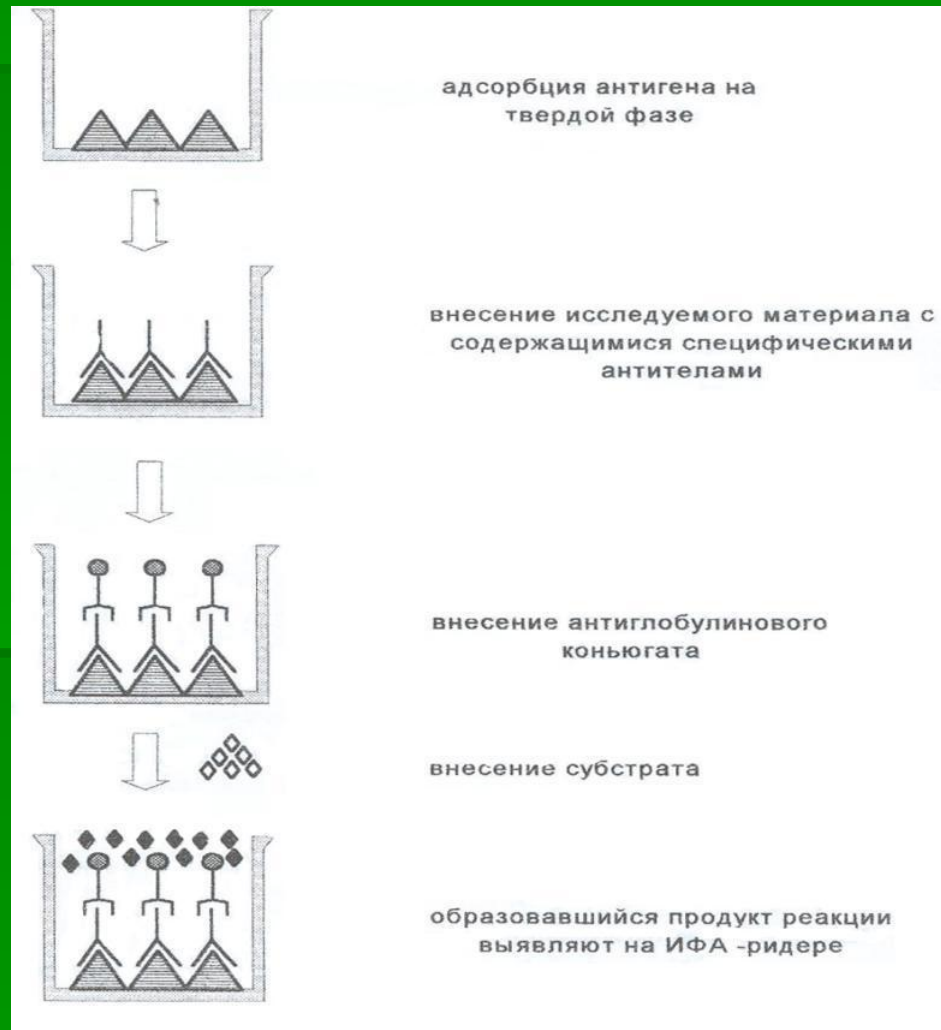 адсорбция антигена на
твердой фазе
внесение исследуемого материала с
содержащимися специфическими
антителами
внесение антиглобулинового
коньюгата
внесение субстрата
образовавшийся продукт реакции
выявляют на ИФА -ридере